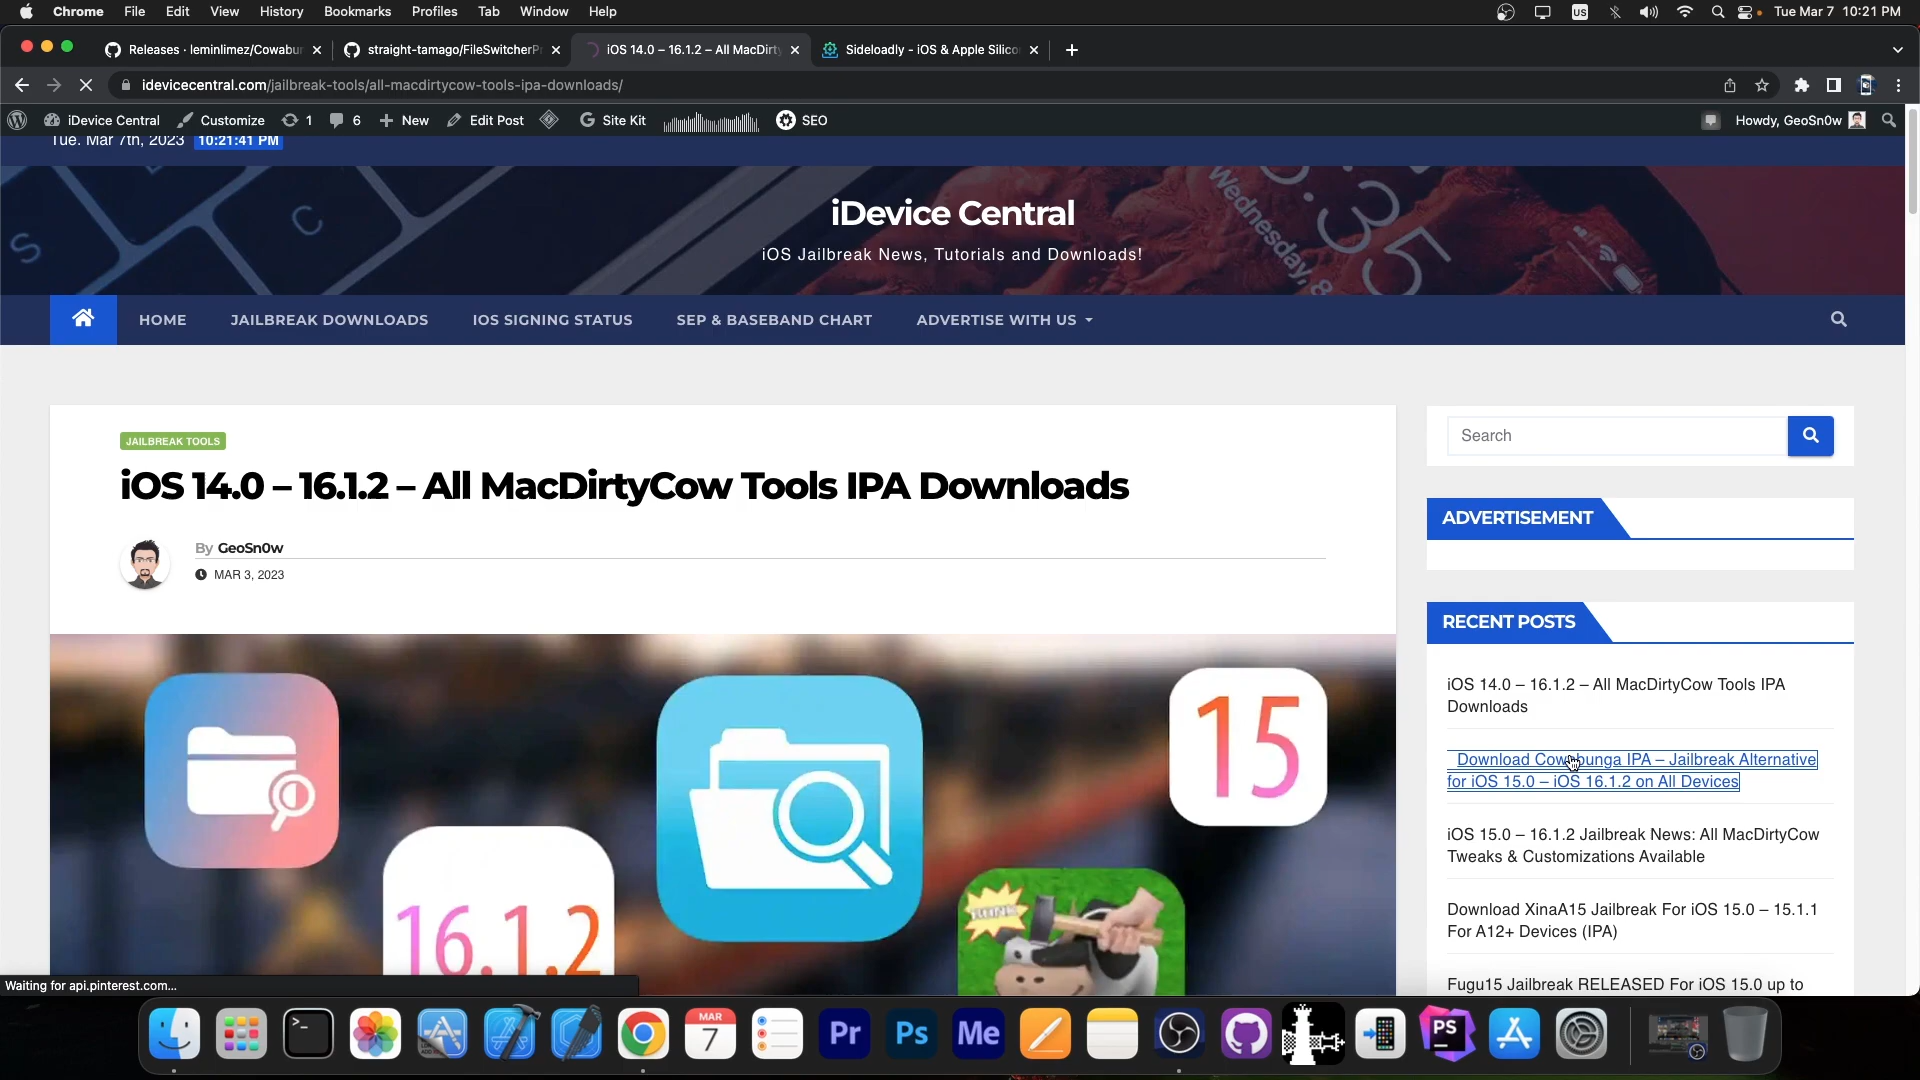 Chrome File Edit View History Bookmarks Profiles Tab Window Help US Tue Mar 7 10:21 PM
Releases · leminlimez/Cowabun straight-tamago/FileSwitcherP iOS 14.0 – 16.1.2 – All MacDirty Sideloadly - iOS & Apple Silico
idevicecentral.com/jailbreak-tools/all-macdirtycow-tools-ipa-downloads/
iDevice Central Customize 1 6 New Edit Post Site Kit SEO Howdy, GeoSn0w
Tue. Mar 7th, 2023 10:21:41 PM
Wednesday, 8
:35
C
S
iDevice Central
iOS Jailbreak News, Tutorials and Downloads!
HOME JAILBREAK DOWNLOADS IOS SIGNING STATUS SEP & BASEBAND CHART ADVERTISE WITH US
JAILBREAK TOOLS
iOS 14.0 – 16.1.2 – All MacDirtyCow Tools IPA Downloads
By GeoSn0w
MAR 3, 2023
15
16.1.2
Search
ADVERTISEMENT
RECENT POSTS
iOS 14.0 – 16.1.2 – All MacDirtyCow Tools IPA
Downloads
Download Cowabunga IPA – Jailbreak Alternative
for iOS 15.0 – iOS 16.1.2 on All Devices
iOS 15.0 – 16.1.2 Jailbreak News: All MacDirtyCow
Tweaks & Customizations Available
Download XinaA15 Jailbreak For iOS 15.0 – 15.1.1
For A12+ Devices (IPA)
Fugu15 Jailbreak RELEASED For iOS 15.0 up to
Waiting for api.pinterest.com...
MAR
7
Pr Ps Me PS